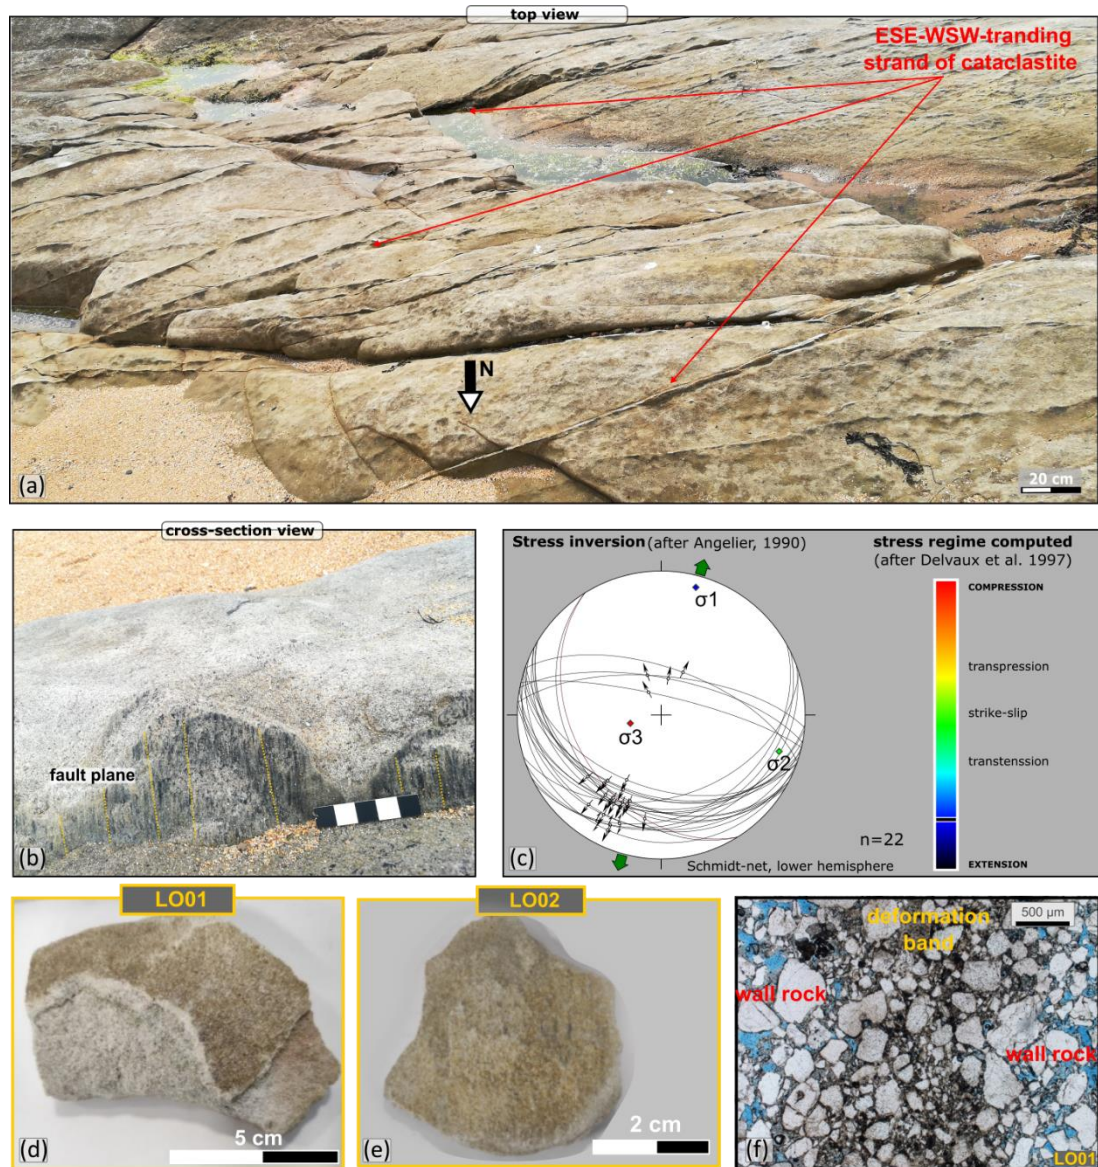 top view
ESE-WSW-tranding
strand of cataclastite
N
20 cm
(a)
cross-section view
fault plane
(b)
Stress inversion (after Angelier, 1990)
stress regime computed
(after Delvaux et al. 1997)
COMPRESSION
transpression
strike-slip
transtenssion
EXTENSION
σ1
σ3
σ2
n=22
Schmidt-net, lower hemisphere
(c)
LO01
5 cm
(d)
LO02
2 cm
(e)
deformation
band
500 µm
wall rock
wall rock
(f)
LO01